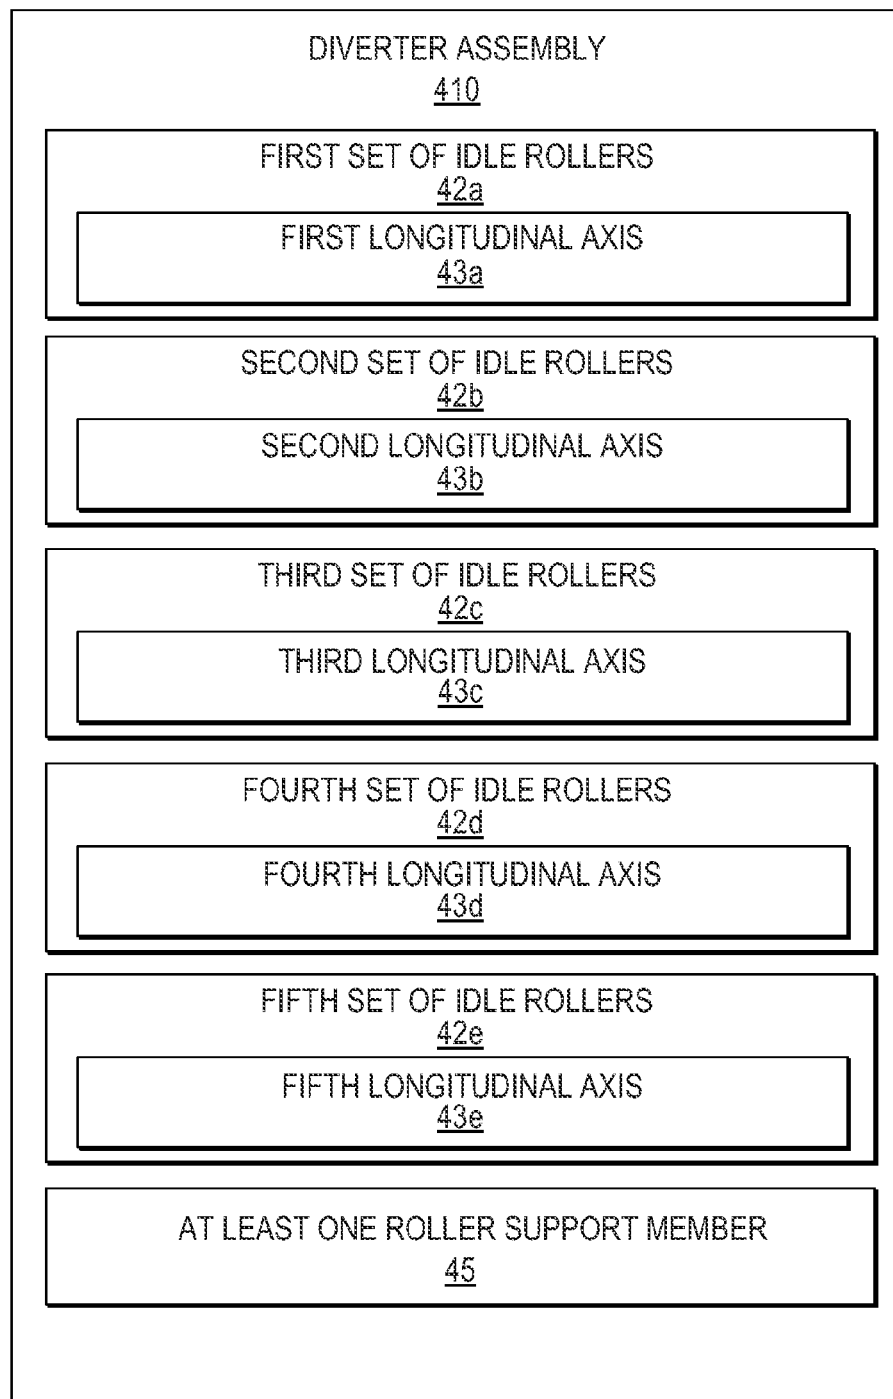 DIVERTER ASSEMBLY
410
FIRST SET OF IDLE ROLLERS
42a
FIRST LONGITUDINAL AXIS
43a
SECOND SET OF IDLE ROLLERS
42b
SECOND LONGITUDINAL AXIS
43b
THIRD SET OF IDLE ROLLERS
42c
THIRD LONGITUDINAL AXIS
43c
FOURTH SET OF IDLE ROLLERS
42d
FOURTH LONGITUDINAL AXIS
43d
FIFTH SET OF IDLE ROLLERS
42e
FIFTH LONGITUDINAL AXIS
43e
AT LEAST ONE ROLLER SUPPORT MEMBER
45